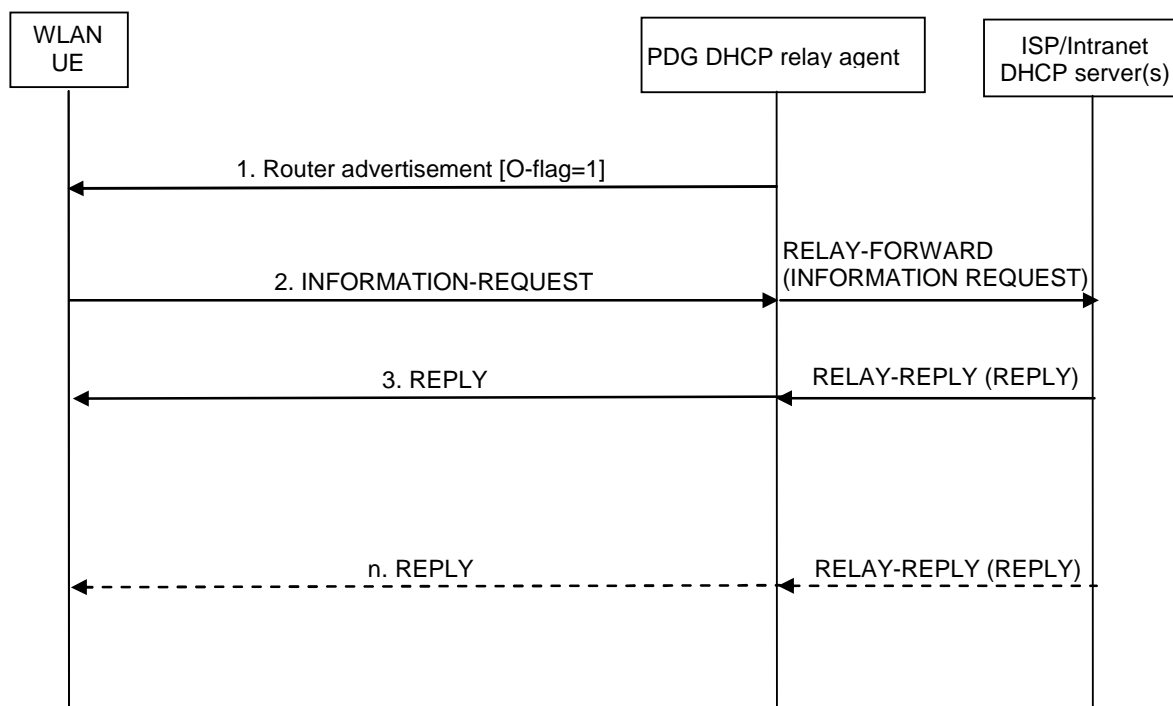 WLAN
UE
PDG DHCP relay agent
ISP/Intranet
DHCP server(s)
1. Router advertisement [O-flag=1]
RELAY-FORWARD
(INFORMATION REQUEST)
2. INFORMATION-REQUEST
3. REPLY
RELAY-REPLY (REPLY)
n. REPLY
RELAY-REPLY (REPLY)